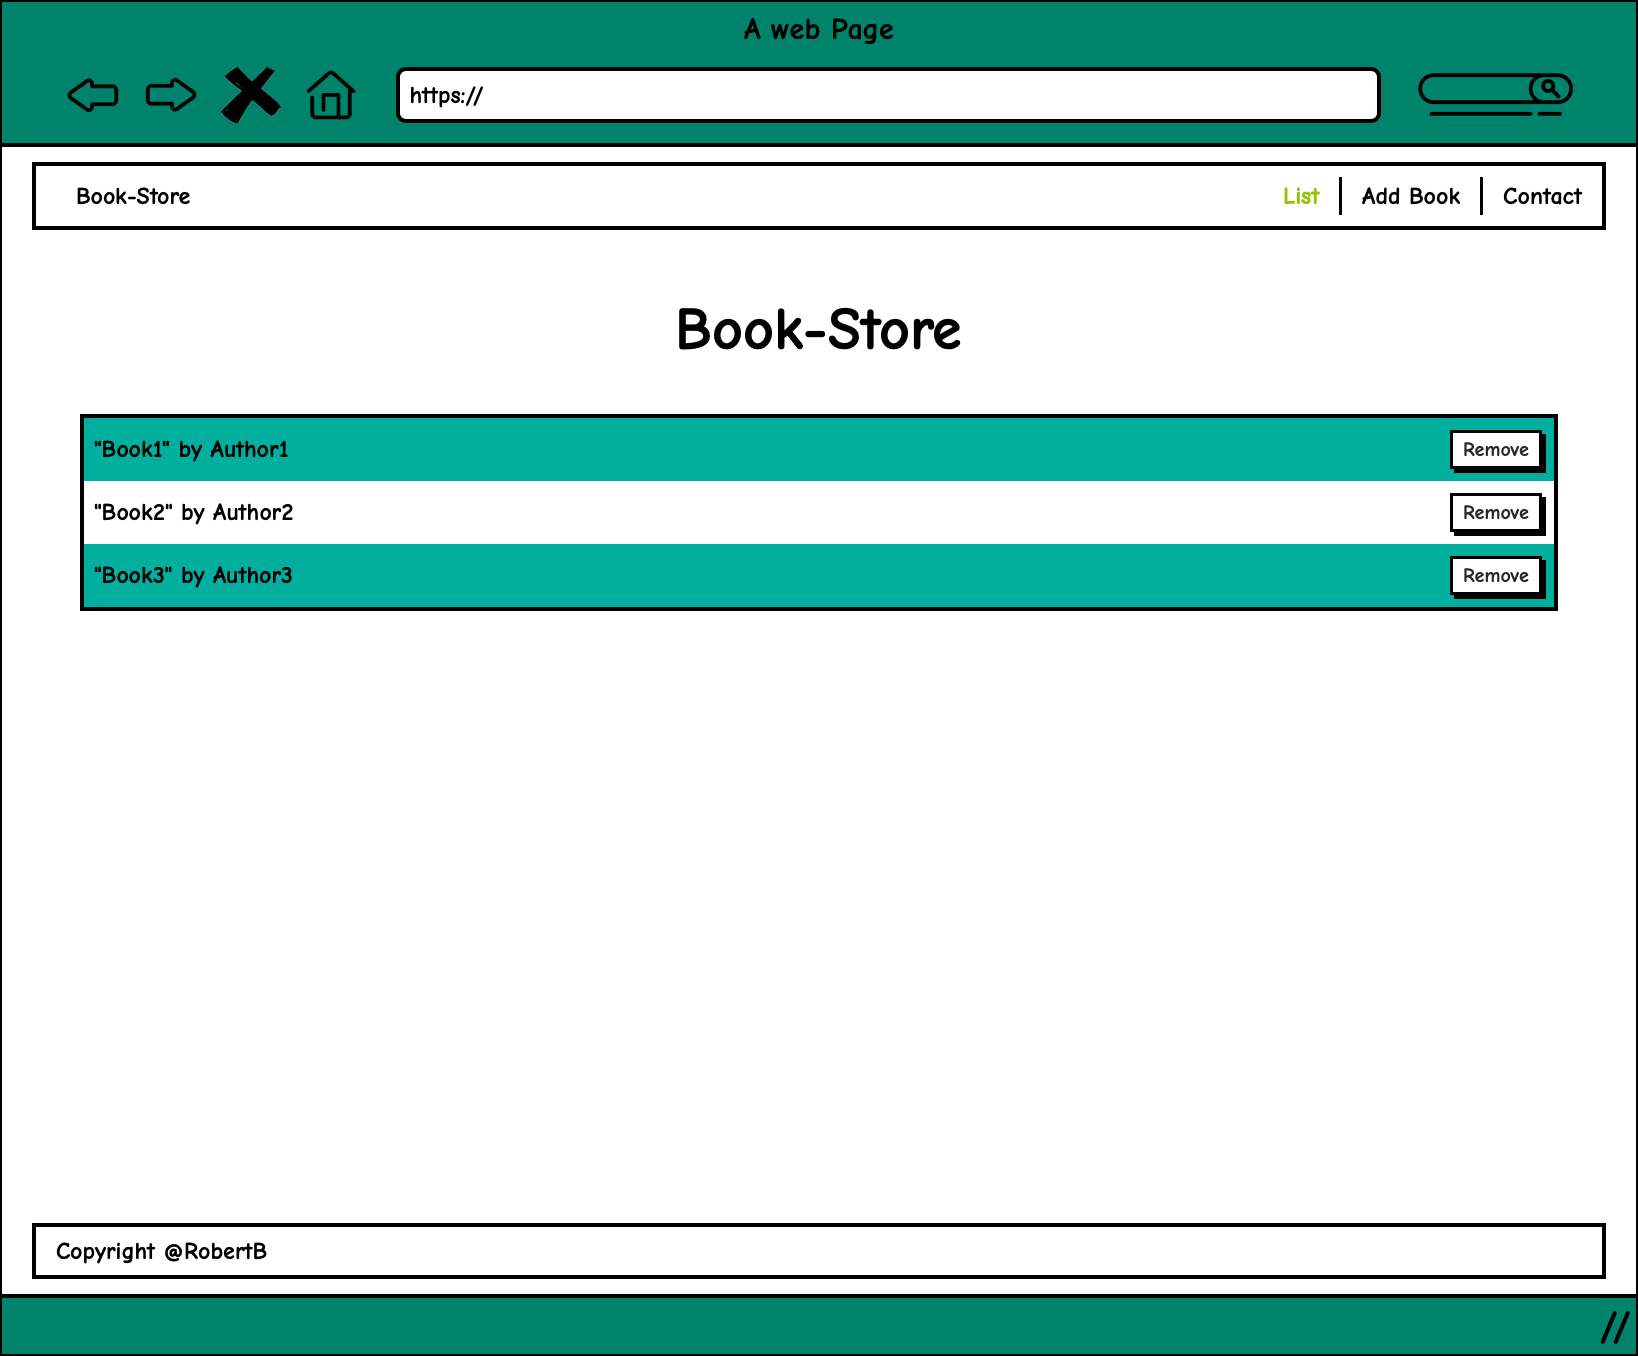 A web Page
https://
Book-Store
List
Add Book
Contact
Book-Store
"Book1" by Author1
Remove
"Book2" by Author2
Remove
"Book3" by Author3
Remove
Copyright @RobertB
//